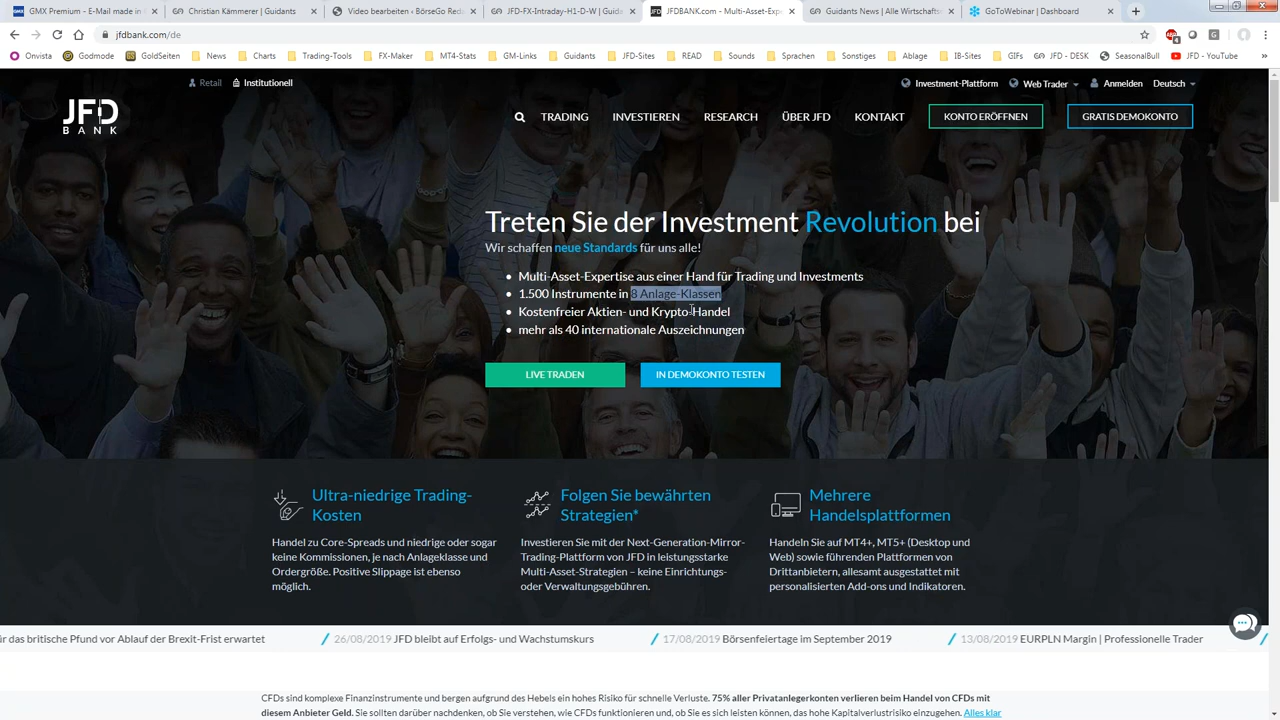 GMX Premium - E-Mail made in
Christian Kämmerer | Guidants
Video bearbeiten ‹ BörseGo Rec
JFD-FX-Intraday-H1-D-W | Guid
JFDBANK.com - Multi-Asset-Exp
Guidants News | Alle Wirtschafts
GoToWebinar | Dashboard
jfdbank.com/de
Onvista
Godmode
GoldSeiten
News
Charts
Trading-Tools
FX-Maker
MT4-Stats
GM-Links
Guidants
JFD-Sites
READ
Sounds
Sprachen
Sonstiges
Ablage
IB-Sites
GIFs
JFD - DESK
SeasonalBull
JFD - YouTube
»
Retail
Institutionell
Investment-Plattform
Web Trader
Anmelden
Deutsch
JFD
BANK
TRADING
INVESTIEREN
RESEARCH
ÜBER JFD
KONTAKT
KONTO ERÖFFNEN
GRATIS DEMOKONTO
Treten Sie der Investment Revolution bei
Wir schaffen neue Standards für uns alle!
• Multi-Asset-Expertise aus einer Hand für Trading und Investments
• 1.500 Instrumente in 8 Anlage-Klassen
• Kostenfreier Aktien- und Krypto-Handel
• mehr als 40 internationale Auszeichnungen
LIVE TRADEN
IN DEMOKONTO TESTEN
Ultra-niedrige Trading-
Kosten
Handel zu Core-Spreads und niedrige oder sogar
keine Kommissionen, je nach Anlageklasse und
Ordergröße. Positive Slippage ist ebenso
möglich.
Folgen Sie bewährten
Strategien*
Investieren Sie mit der Next-Generation-Mirror-
Trading-Plattform von JFD in leistungsstarke
Multi-Asset-Strategien – keine Einrichtungs-
oder Verwaltungsgebühren.
Mehrere
Handelsplattformen
Handeln Sie auf MT4+, MT5+ (Desktop und
Web) sowie führenden Plattformen von
Drittanbietern, allesamt ausgestattet mit
personalisierten Add-ons und Indikatoren.
ür das britische Pfund vor Ablauf der Brexit-Frist erwartet
26/08/2019 JFD bleibt auf Erfolgs- und Wachstumskurs
17/08/2019 Börsenfeiertage im September 2019
13/08/2019 EURPLN Margin | Professionelle Trader
CFDs sind komplexe Finanzinstrumente und bergen aufgrund des Hebels ein hohes Risiko für schnelle Verluste. 75% aller Privatanlegerkonten verlieren beim Handel von CFDs mit
diesem Anbieter Geld. Sie sollten darüber nachdenken, ob Sie verstehen, wie CFDs funktionieren und, ob Sie es sich leisten können, das hohe Kapitalverlustrisiko einzugehen. Alles klar